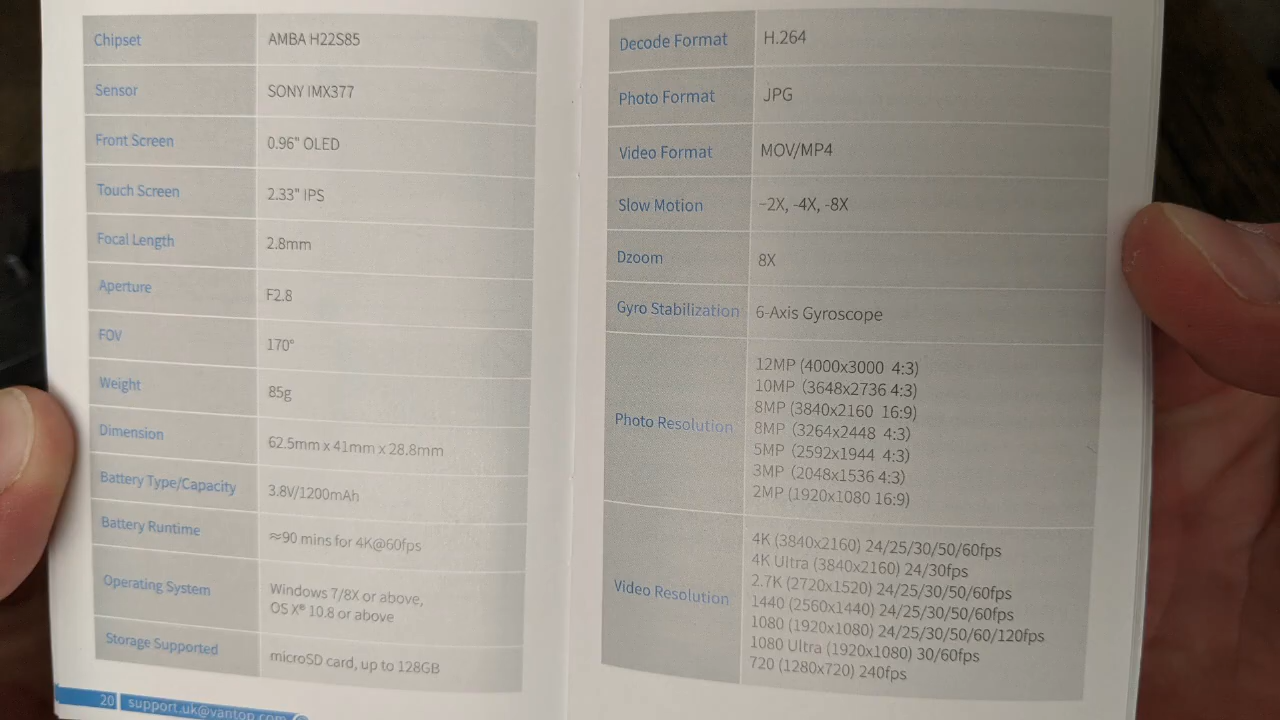 Chipset AMBA H22S85
Sensor SONY IMX377
Front Screen 0.96" OLED
Touch Screen 2.33" IPS
Focal Length 2.8mm
Aperture F2.8
FOV 170°
Weight 85g
Dimension 62.5mm x 41mm x 28.8mm
Battery Type/Capacity 3.8V/1200mAh
Battery Runtime ≈90 mins for 4K@60fps
Operating System Windows 7/8X or above,
OS X® 10.8 or above
Storage Supported microSD card, up to 128GB
20 support.uk@vantop.com
Decode Format H.264
Photo Format JPG
Video Format MOV/MP4
Slow Motion -2X, -4X, -8X
Dzoom 8X
Gyro Stabilization 6-Axis Gyroscope
Photo Resolution
12MP (4000x3000 4:3)
10MP (3648x2736 4:3)
8MP (3840x2160 16:9)
8MP (3264x2448 4:3)
5MP (2592x1944 4:3)
3MP (2048x1536 4:3)
2MP (1920x1080 16:9)
Video Resolution
4K (3840x2160) 24/25/30/50/60fps
4K Ultra (3840x2160) 24/30fps
2.7K (2720x1520) 24/25/30/50/60fps
1440 (2560x1440) 24/25/30/50/60fps
1080 (1920x1080) 24/25/30/50/60/120fps
1080 Ultra (1920x1080) 30/60fps
720 (1280x720) 240fps